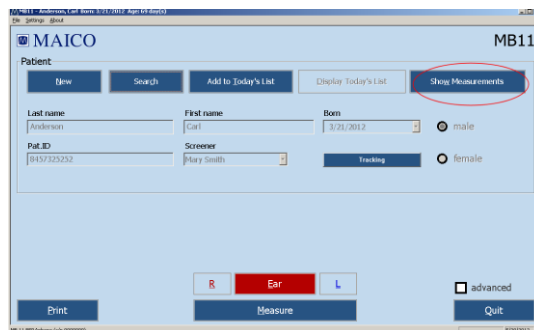 MB11 - Anderson, Carl Born: 3/21/2012 Age: 69 day(s)
File Settings About
MAICO MB11
Patient
New Search Add to Today's List Display Today's List Show Measurements
Last name First name Born
Anderson Carl 3/21/2012 male
Pat.ID Screener
8457325252 Mary Smith Tracking female
R Ear L
advanced
Print Measure Quit